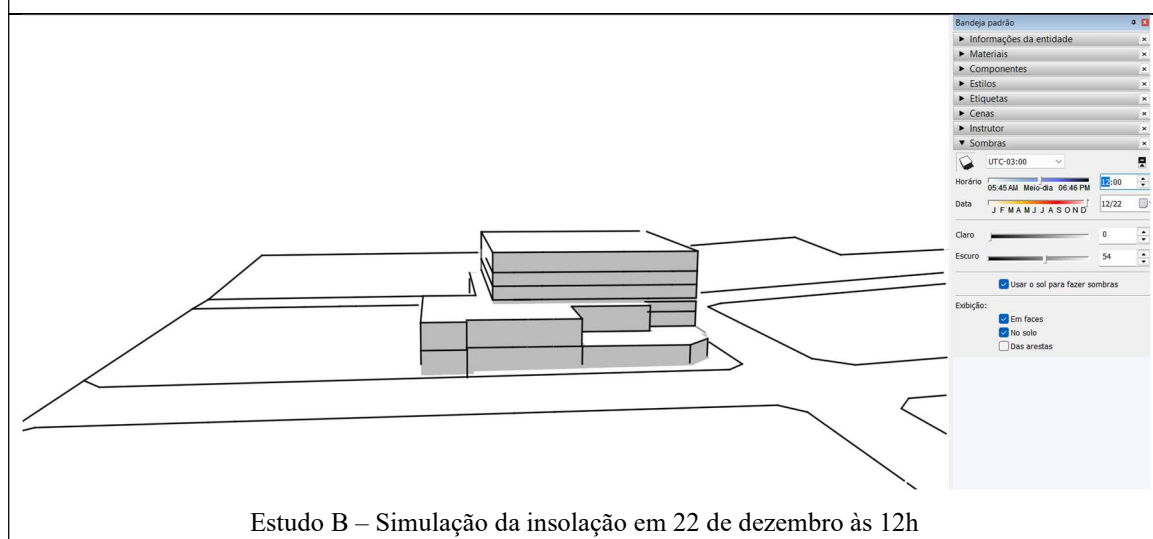 Bandeja padrão
Informações da entidade
Materiais
Componentes
Estilos
Etiquetas
Cenas
Instrutor
Sombras
UTC-03:00
Horário 05:45 AM Meio-dia 06:46 PM 12:00
Data J F M A M J J A S O N D 12/22
Claro 0
Escuro 54
Usar o sol para fazer sombras
Exibição:
Em faces
No solo
Das arestas
Estudo B – Simulação da insolação em 22 de dezembro às 12h